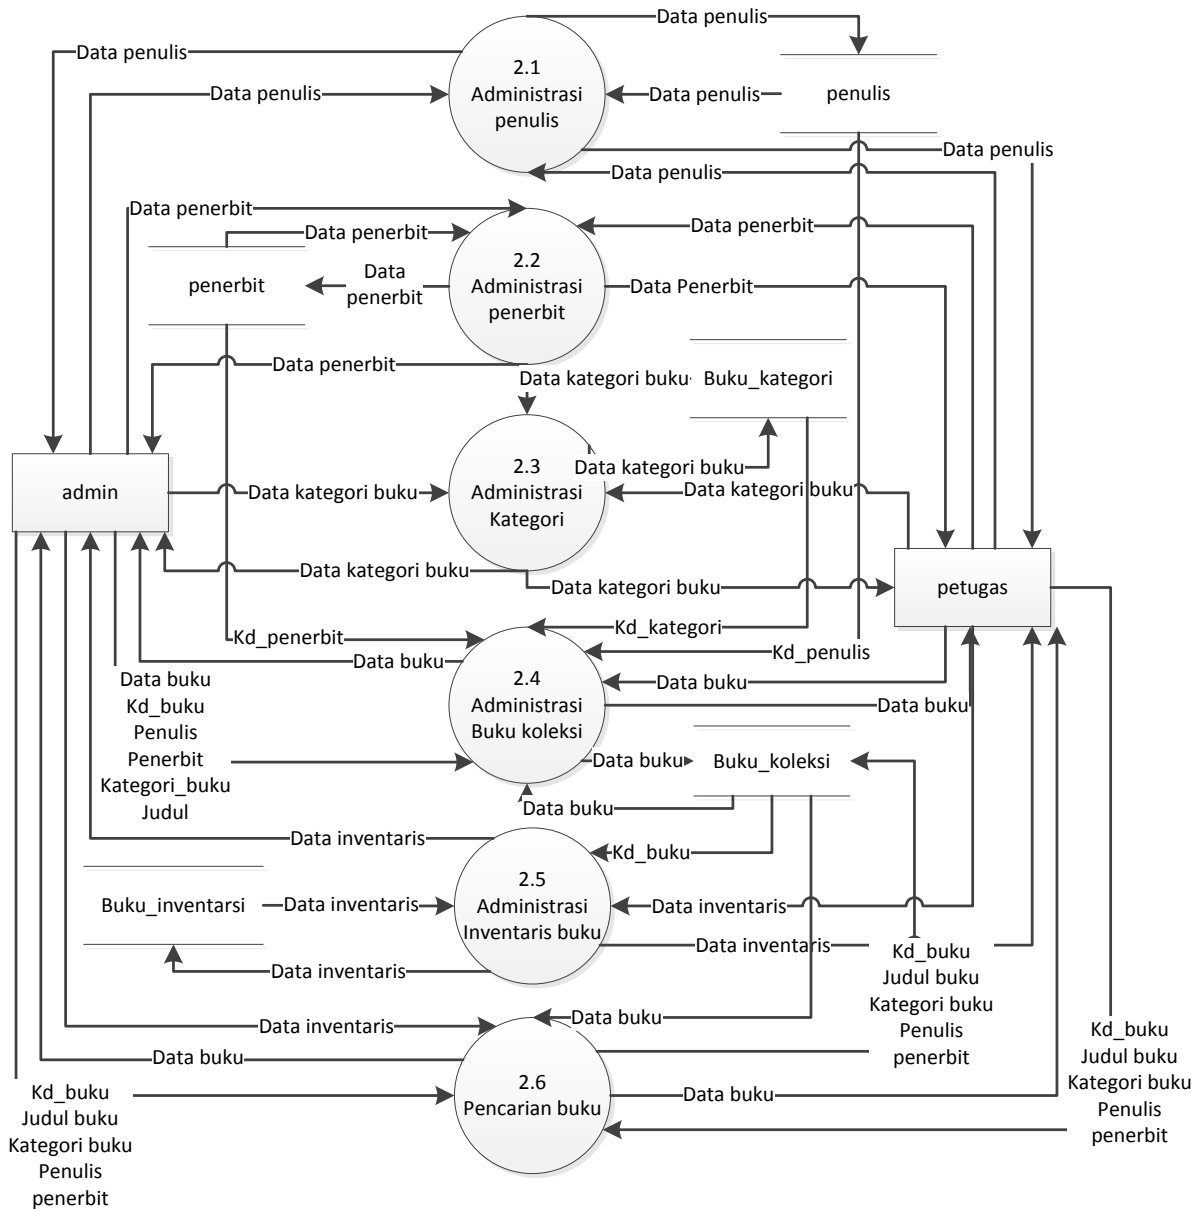 Data penulis
Data penulis
2.1
Administrasi
penulis
Data penulis
Data penulis
penulis
Data penulis
Data penulis
Data penerbit
Data penerbit
Data penerbit
penerbit
Data
penerbit
2.2
Administrasi
penerbit
Data Penerbit
Data penerbit
Data kategori buku
Buku_kategori
2.3
Administrasi
Kategori
Data kategori buku
admin
Data kategori buku
Data kategori buku
Data kategori buku
Data kategori buku
petugas
Kd_penerbit
Kd_kategori
Data buku
Kd_penulis
2.4
Administrasi
Buku koleksi
Data buku
Data buku
Data buku
Kd_buku
Penulis
Penerbit
Kategori_buku
Judul
Data buku
Buku_koleksi
Data buku
Data inventaris
Kd_buku
2.5
Administrasi
Inventaris buku
Buku_inventarsi
Data inventaris
Data inventaris
Data inventaris
Data inventaris
Kd_buku
Judul buku
Kategori buku
Penulis
penerbit
Data inventaris
Data buku
Data buku
2.6
Pencarian buku
Data buku
Kd_buku
Judul buku
Kategori buku
Penulis
penerbit
Kd_buku
Judul buku
Kategori buku
Penulis
penerbit